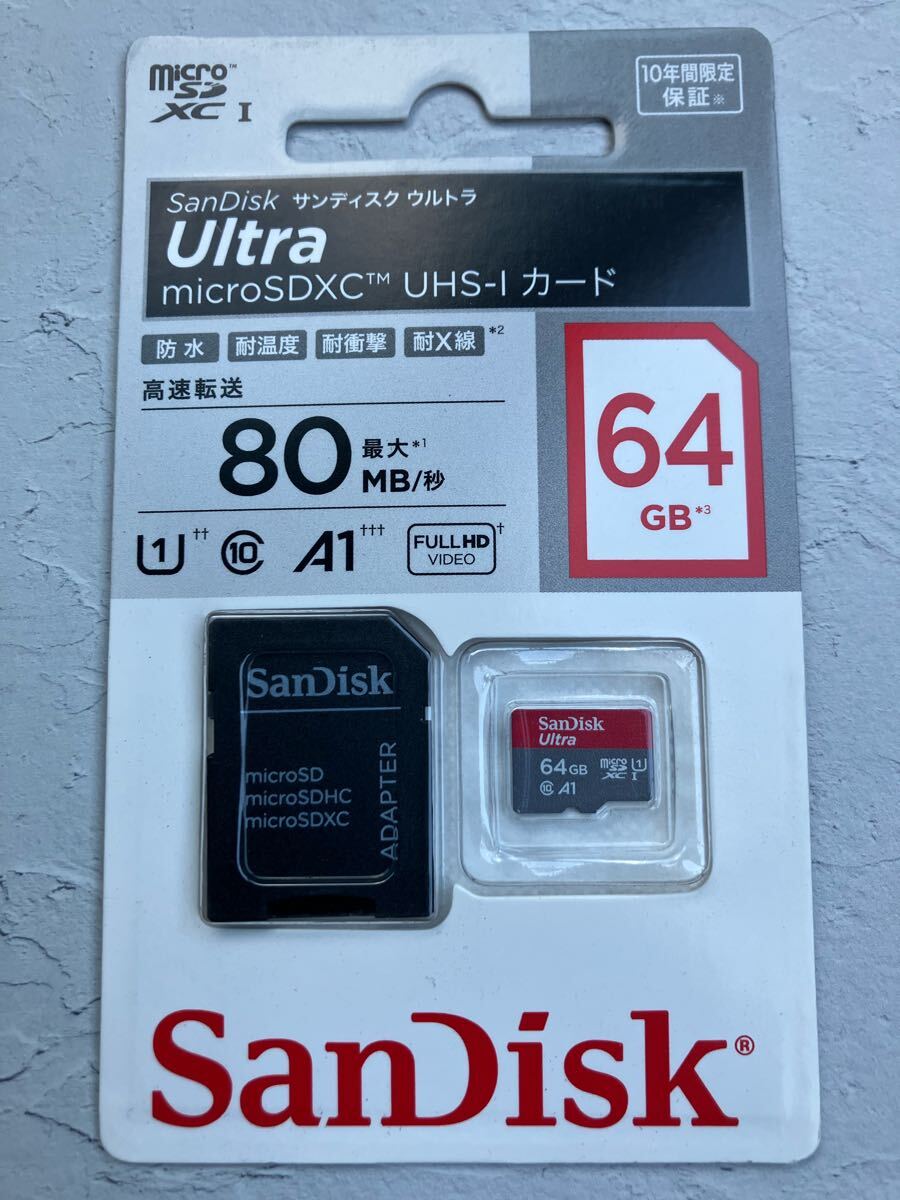 micro™
SD
XC I
10年間限定
保証※
SanDisk サンディスク ウルトラ
Ultra
microSDXC™ UHS-I カード
防水 耐温度 耐衝撃 耐X線 *2
高速転送
80 最大*1
MB/秒
64
GB*3
U1†† C10 A1††† FULL HD VIDEO†
SanDisk
microSD
microSDHC
microSDXC
ADAPTER
SanDisk
Ultra
64GB micro SD XC I U1
C10 A1
SanDisk®